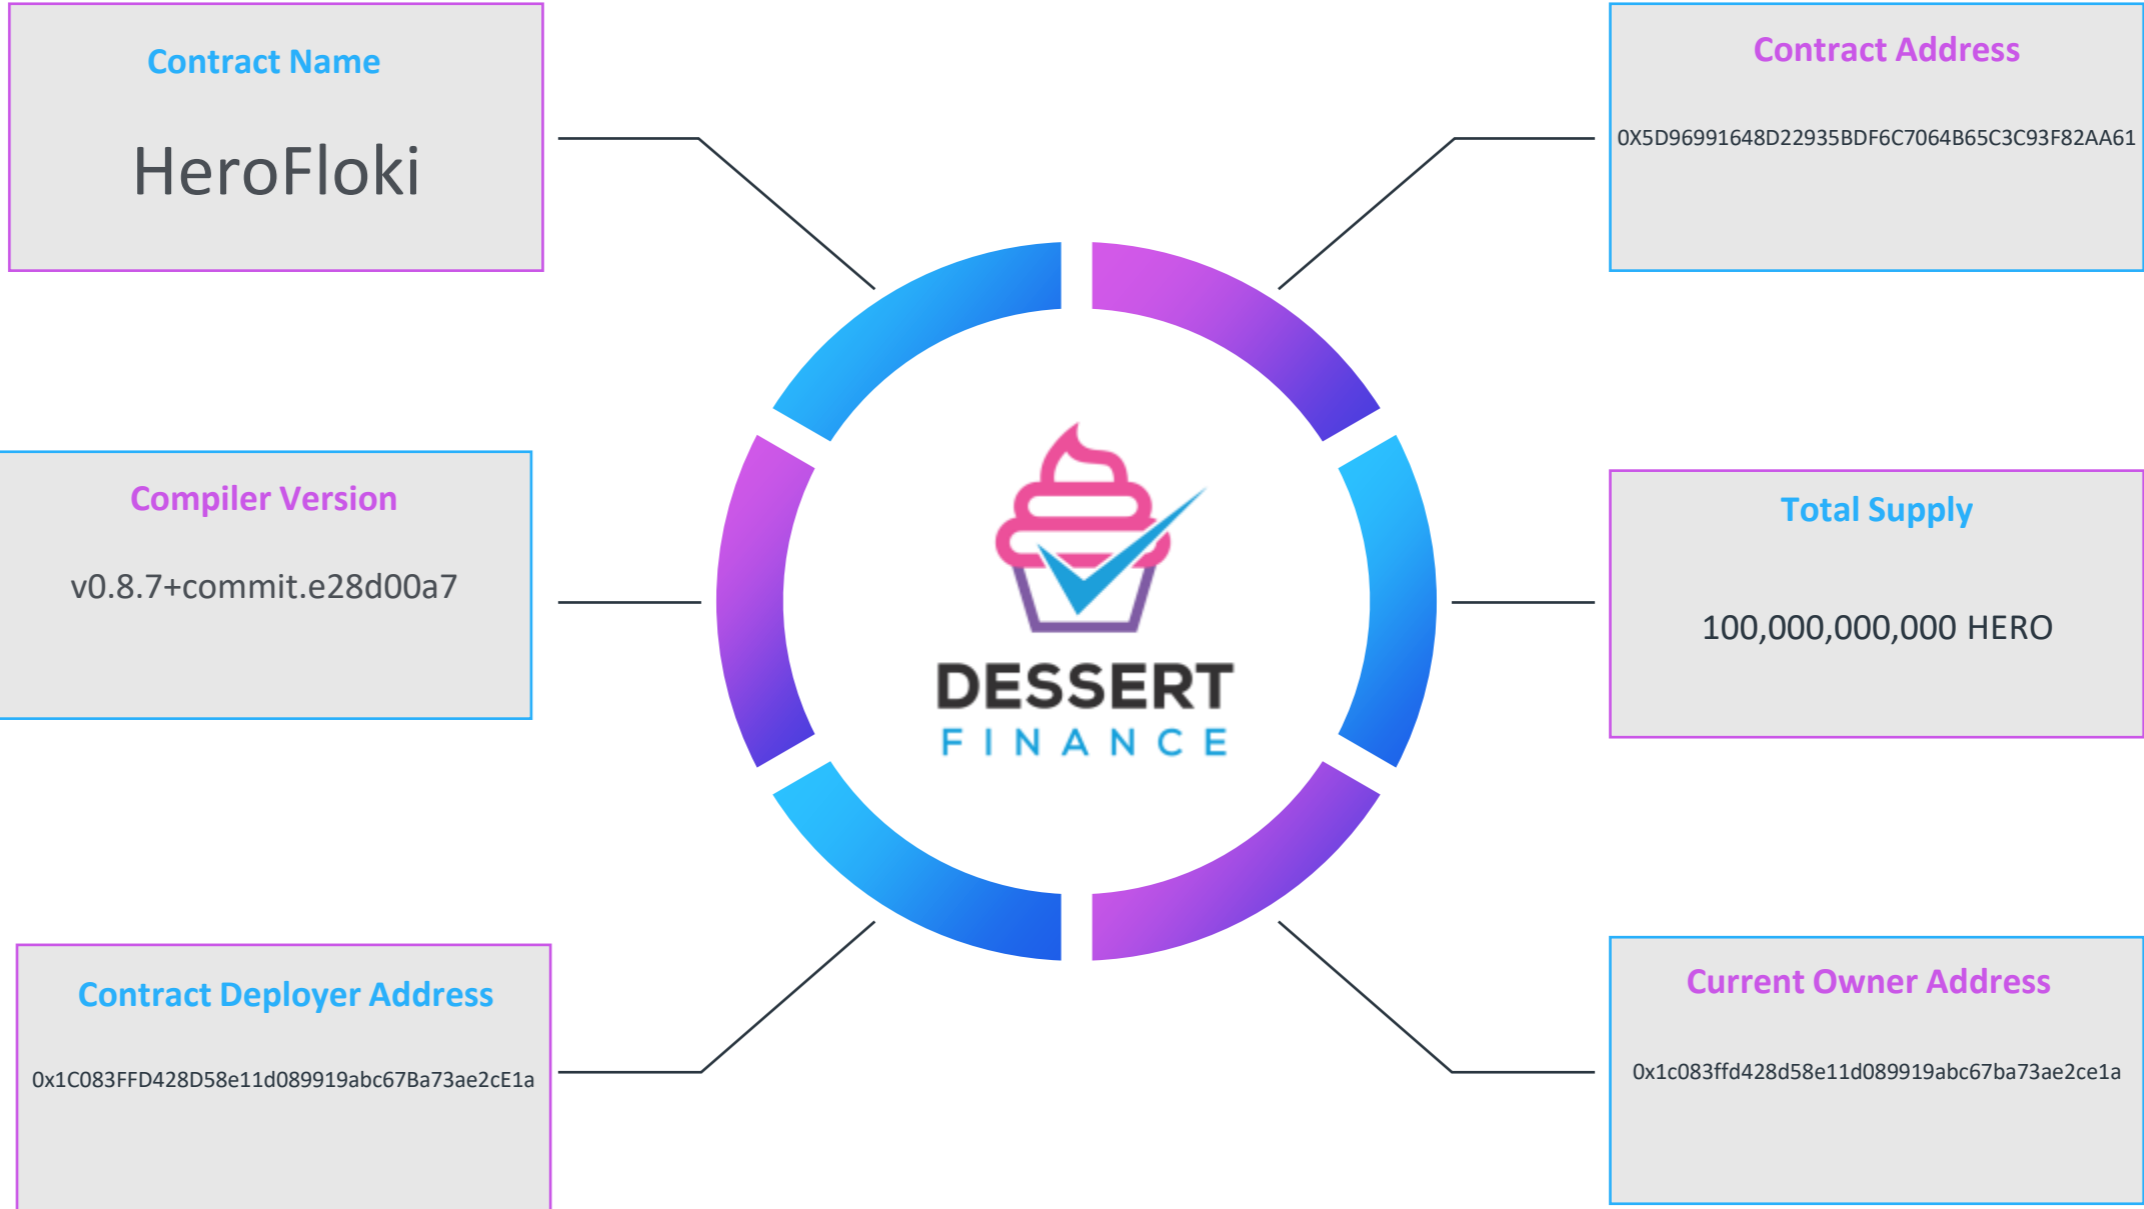 Contract Name
HeroFloki
Contract Address
0X5D96991648D22935BDF6C7064B65C3C93F82AA61
Compiler Version
v0.8.7+commit.e28d00a7
DESSERT
FINANCE
Total Supply
100,000,000,000 HERO
Contract Deployer Address
0x1C083FFD428D58e11d089919abc67Ba73ae2cE1a
Current Owner Address
0x1c083ffd428d58e11d089919abc67ba73ae2ce1a